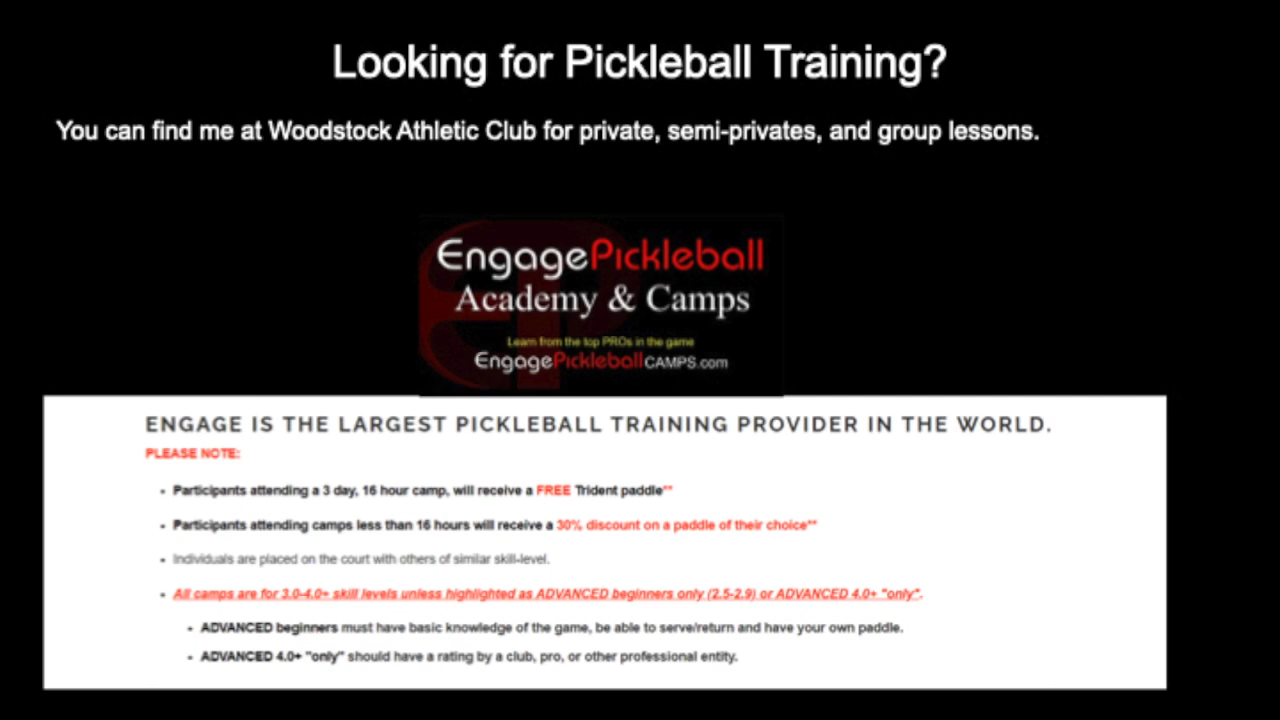 Looking for Pickleball Training?
You can find me at Woodstock Athletic Club for private, semi-privates, and group lessons.
EngagePickleball
Academy & Camps
Learn from the top PROs in the game
EngagePickleballCAMPS.com
ENGAGE IS THE LARGEST PICKLEBALL TRAINING PROVIDER IN THE WORLD.
PLEASE NOTE:
• Participants attending a 3 day, 16 hour camp, will receive a FREE Trident paddle**
• Participants attending camps less than 16 hours will receive a 30% discount on a paddle of their choice**
• Individuals are placed on the court with others of similar skill-level.
• All camps are for 3.0-4.0+ skill levels unless highlighted as ADVANCED beginners only (2.5-2.9) or ADVANCED 4.0+ "only".
• ADVANCED beginners must have basic knowledge of the game, be able to serve/return and have your own paddle.
• ADVANCED 4.0+ "only" should have a rating by a club, pro, or other professional entity.